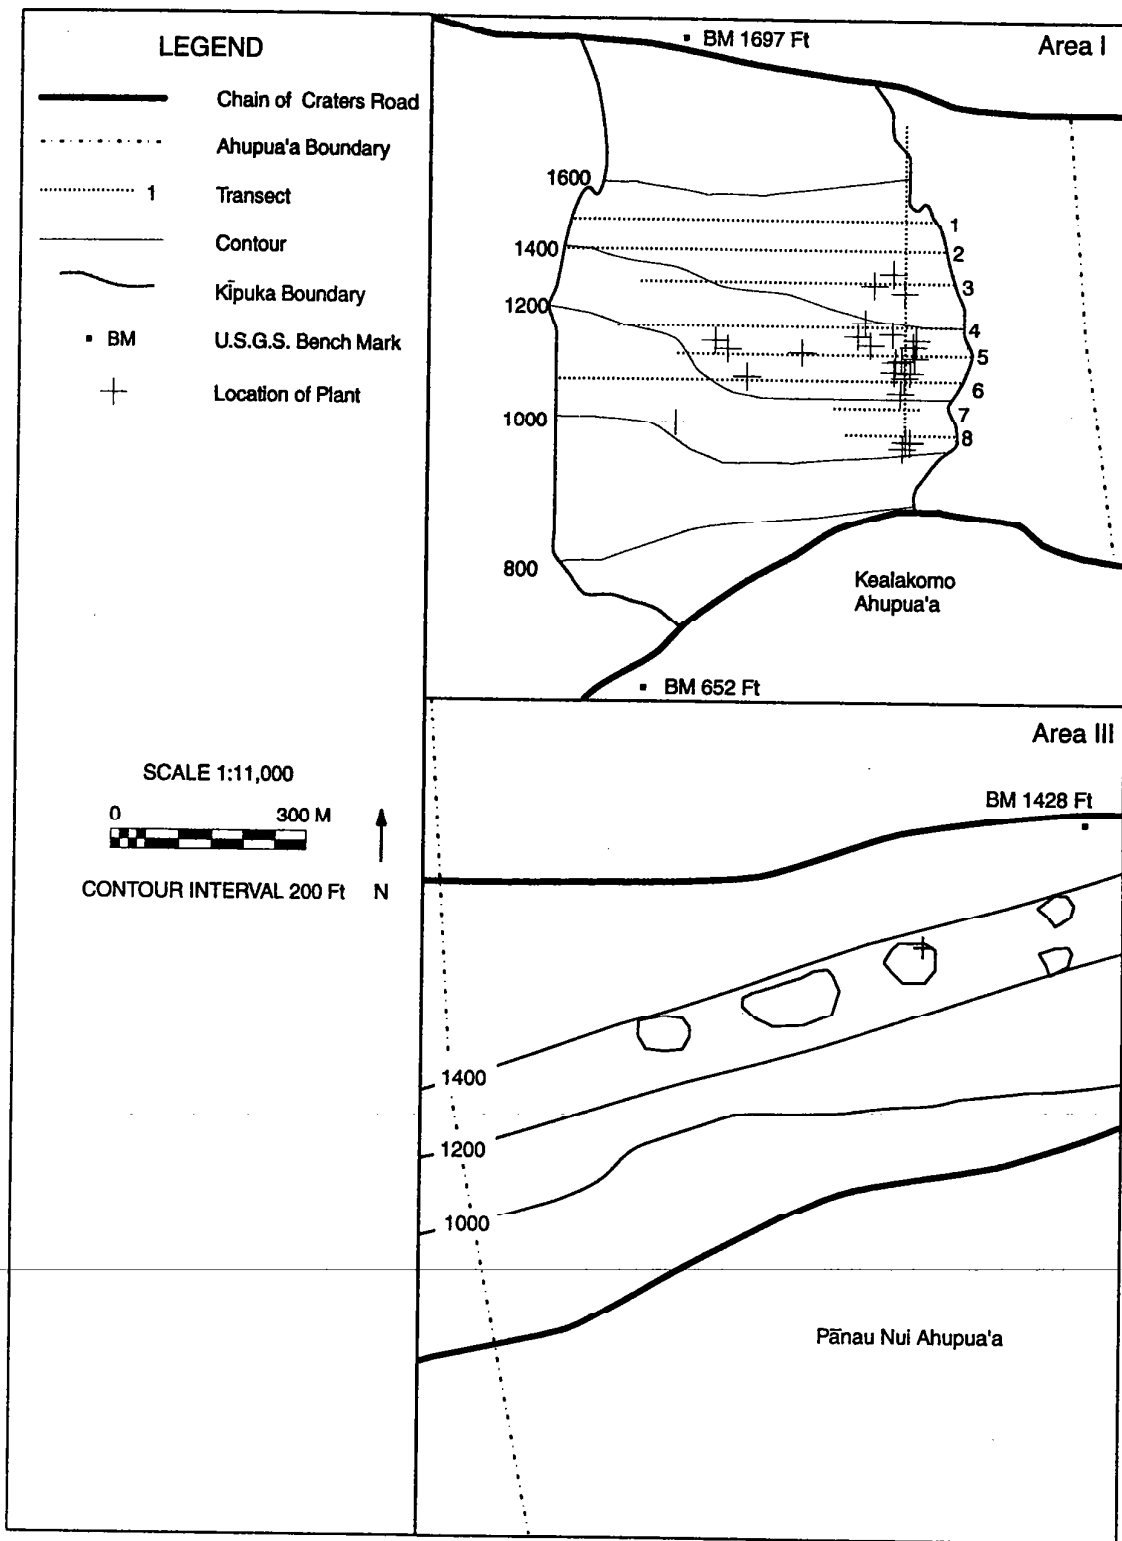 LEGEND
Chain of Craters Road
Ahupua'a Boundary
1 Transect
Contour
Kīpuka Boundary
BM U.S.G.S. Bench Mark
Location of Plant
SCALE 1:11,000
0 300 M
CONTOUR INTERVAL 200 Ft N
BM 1697 Ft
Area I
1600
1400
1200
1000
800
1
2
3
4
5
6
7
8
Kealakomo
Ahupua'a
BM 652 Ft
Area III
BM 1428 Ft
1400
1200
1000
Pānau Nui Ahupua'a